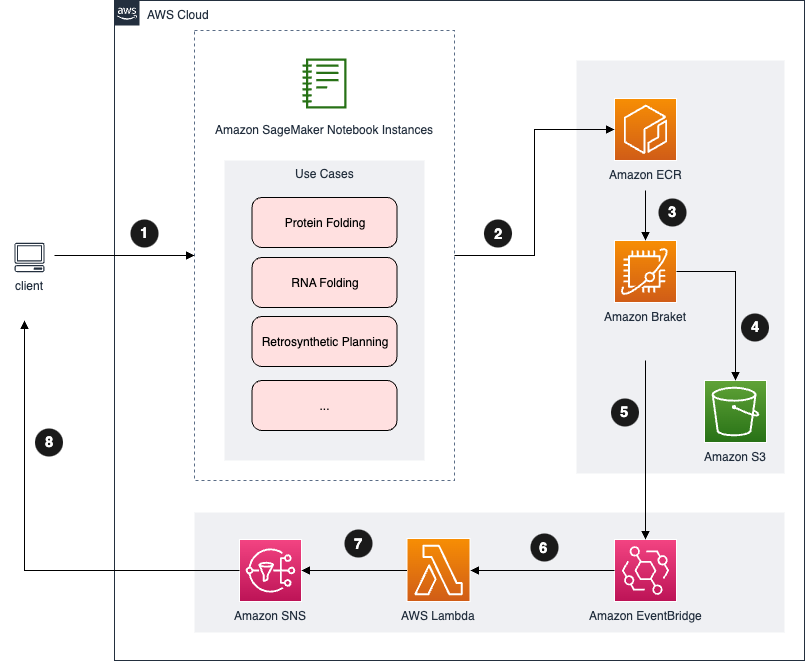 aws
AWS Cloud
Amazon SageMaker Notebook Instances
Use Cases
Protein Folding
RNA Folding
Retrosynthetic Planning
...
client
1
2
Amazon ECR
3
Amazon Braket
4
Amazon S3
5
8
7
6
Amazon SNS
AWS Lambda
Amazon EventBridge